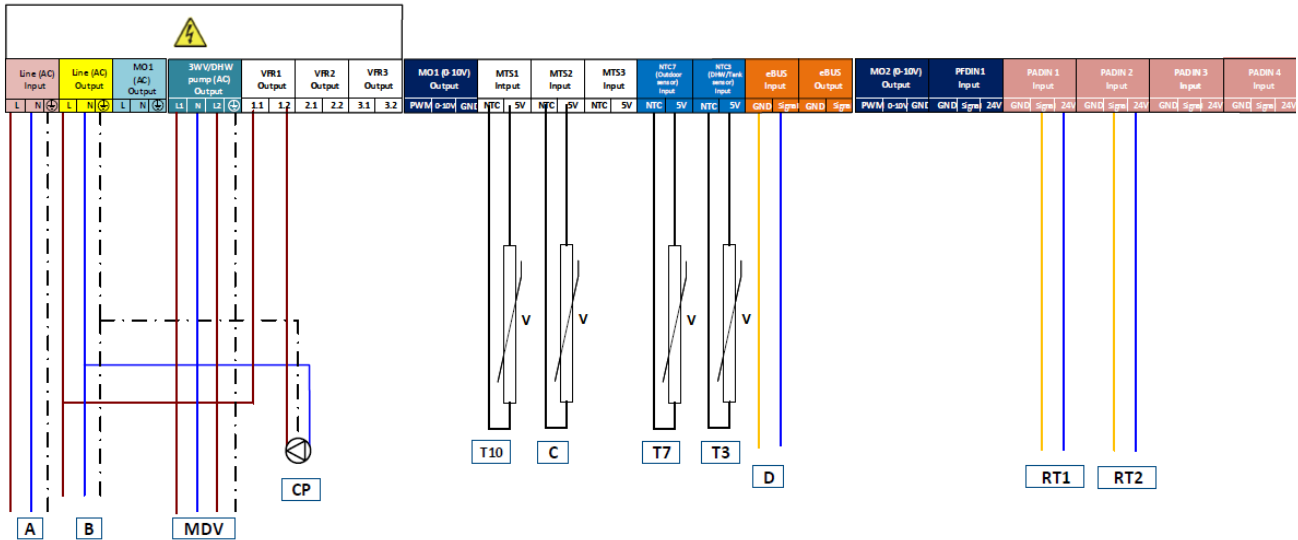 Line (AC) Input
Line (AC) Output
MO1 (AC) Output
3WV/DHW pump (AC) Output
VFR1 Output
VFR2 Output
VFR3 Output
MO1 (0-10V) Output
MTS1 Input
MTS2 Input
MTS3 Input
NTC7 (Outdoor sensor) Input
NTC3 (DHW/Tank sensor) Input
eBUS Input
eBUS Output
MO2 (0-10V) Output
PFDIN1 Input
PADIN 1 Input
PADIN 2 Input
PADIN 3 Input
PADIN 4 Input
L N L N L N L1 N L2 1.1 1.2 2.1 2.2 3.1 3.2 PWM 0-10V GND NTC 5V NTC 5V NTC 5V NTC 5V NTC 5V GND Signal GND Signal PWM 0-10V GND GND Signal 24V GND Signal 24V GND Signal 24V GND Signal 24V GND Signal 24V
V V V V
T10 C T7 T3 D RT1 RT2
CP
A B MDV